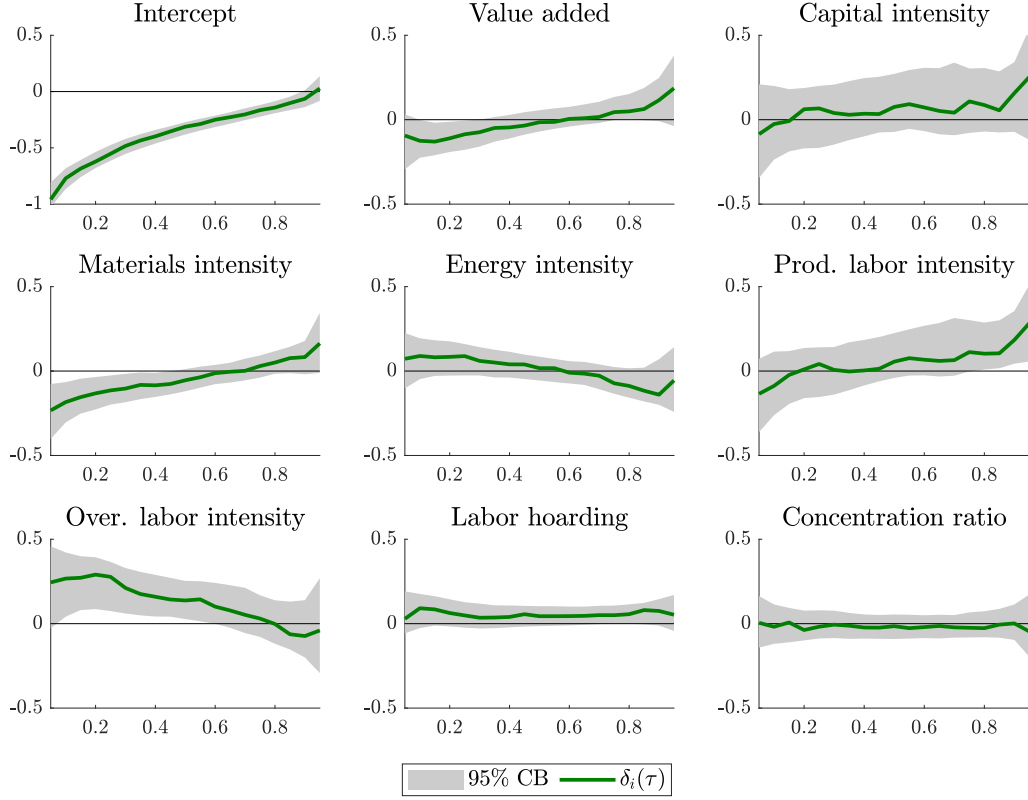 Intercept
Value added
Capital intensity
0.5
0
-0.5
-1
0.2 0.4 0.6 0.8
0.5
0
-0.5
0.2 0.4 0.6 0.8
0.5
0
-0.5
0.2 0.4 0.6 0.8
Materials intensity
Energy intensity
Prod. labor intensity
0.5
0
-0.5
0.2 0.4 0.6 0.8
0.5
0
-0.5
0.2 0.4 0.6 0.8
0.5
0
-0.5
0.2 0.4 0.6 0.8
Over. labor intensity
Labor hoarding
Concentration ratio
0.5
0
0.5
0.2 0.4 0.6 0.8
0.5
0
0.5
0.2 0.4 0.6 0.8
0.5
0
0.5
0.2 0.4 0.6 0.8
95% CB δᵢ(τ)